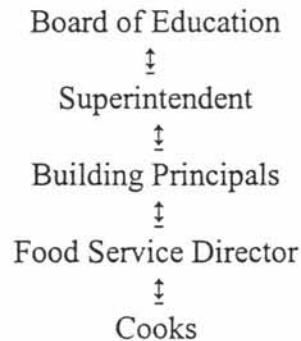 Board of Education
↨
Superintendent
↨
Building Principals
↨
Food Service Director
↨
Cooks